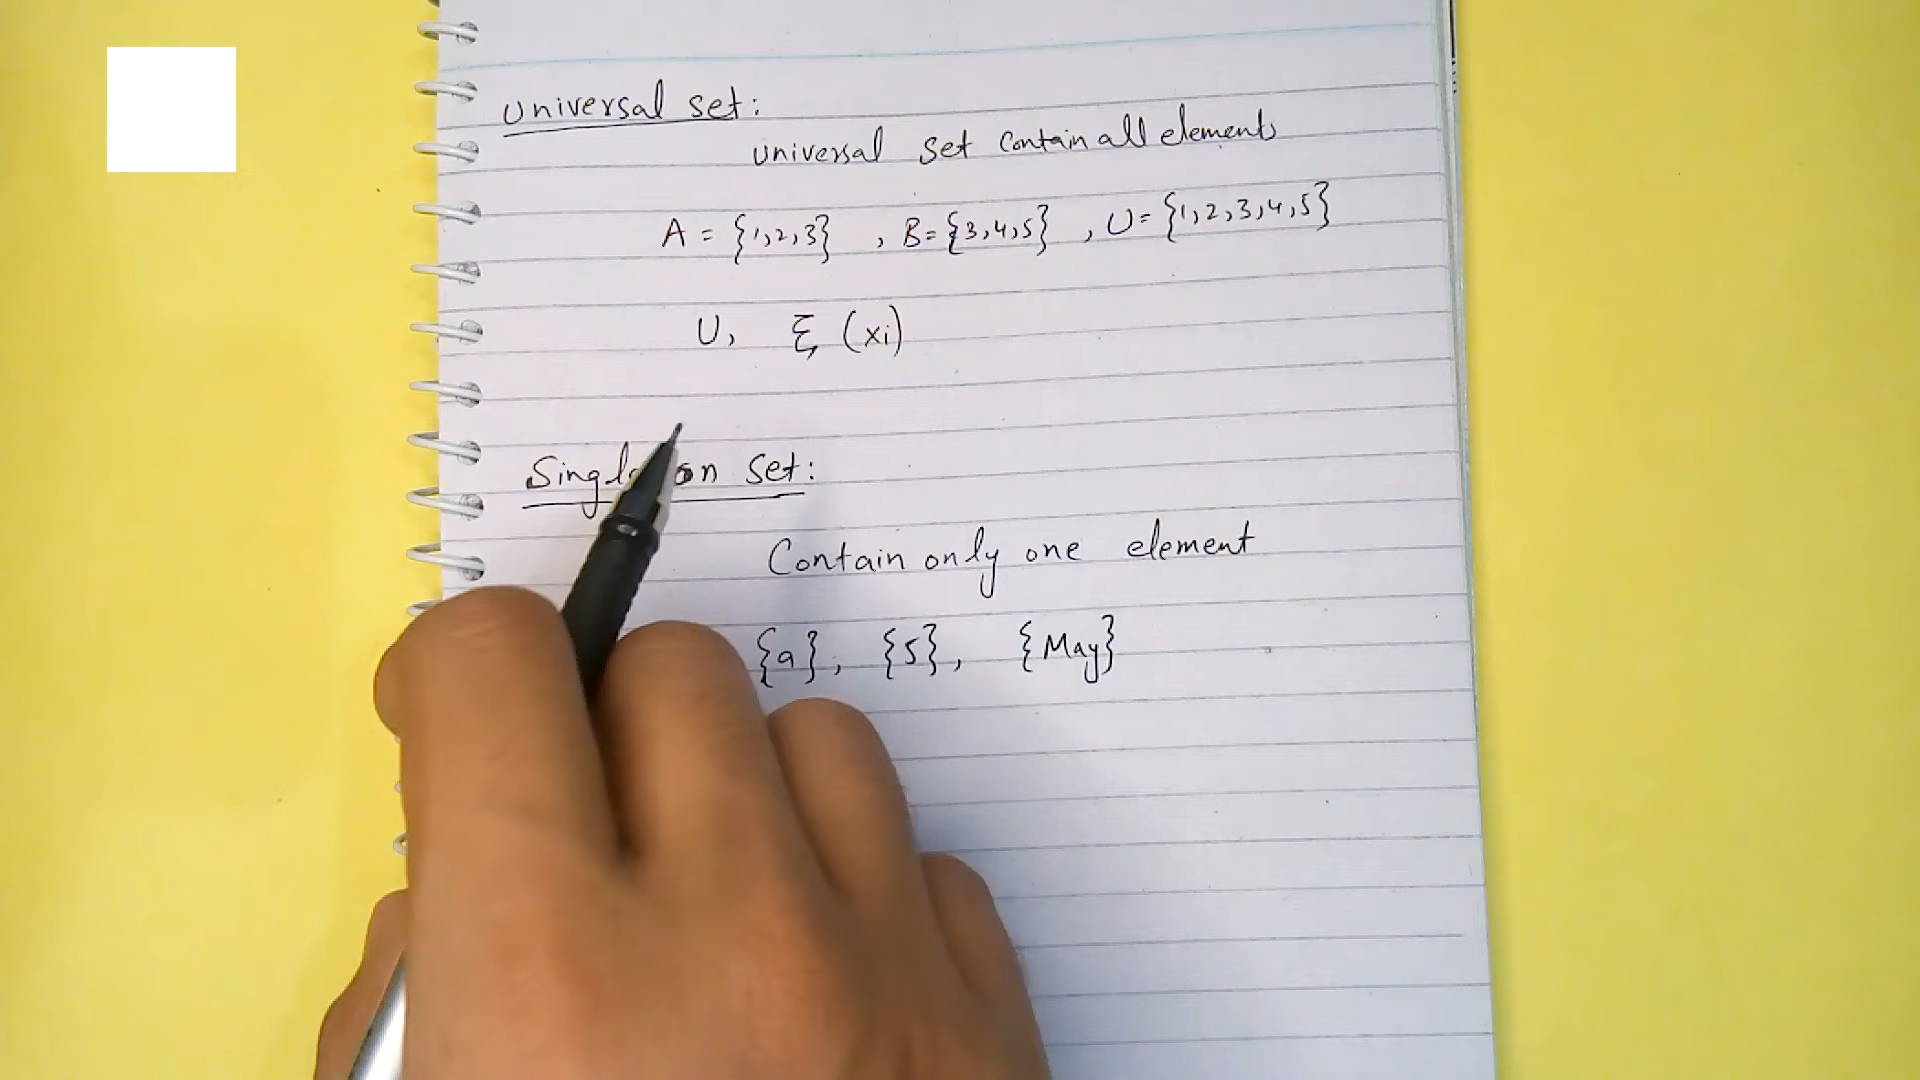 Universal set:
Universal set contain all elements
A = {1,2,3} , B={3,4,5} , U={1,2,3,4,5}
U, ξ (xi)
set:
Contain only one element
{a}, {5}, {May}